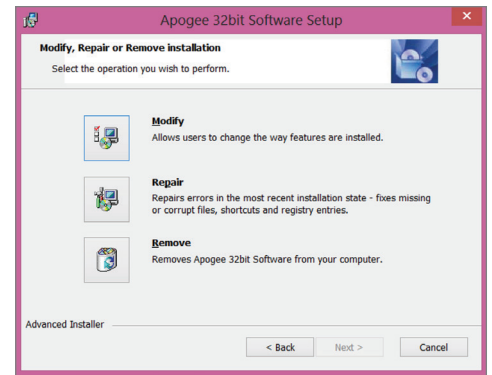 Apogee 32bit Software Setup
Modify, Repair or Remove installation
Select the operation you wish to perform.
Modify
Allows users to change the way features are installed.
Repair
Repairs errors in the most recent installation state - fixes missing
or corrupt files, shortcuts and registry entries.
Remove
Removes Apogee 32bit Software from your computer.
Advanced Installer
< Back Next > Cancel